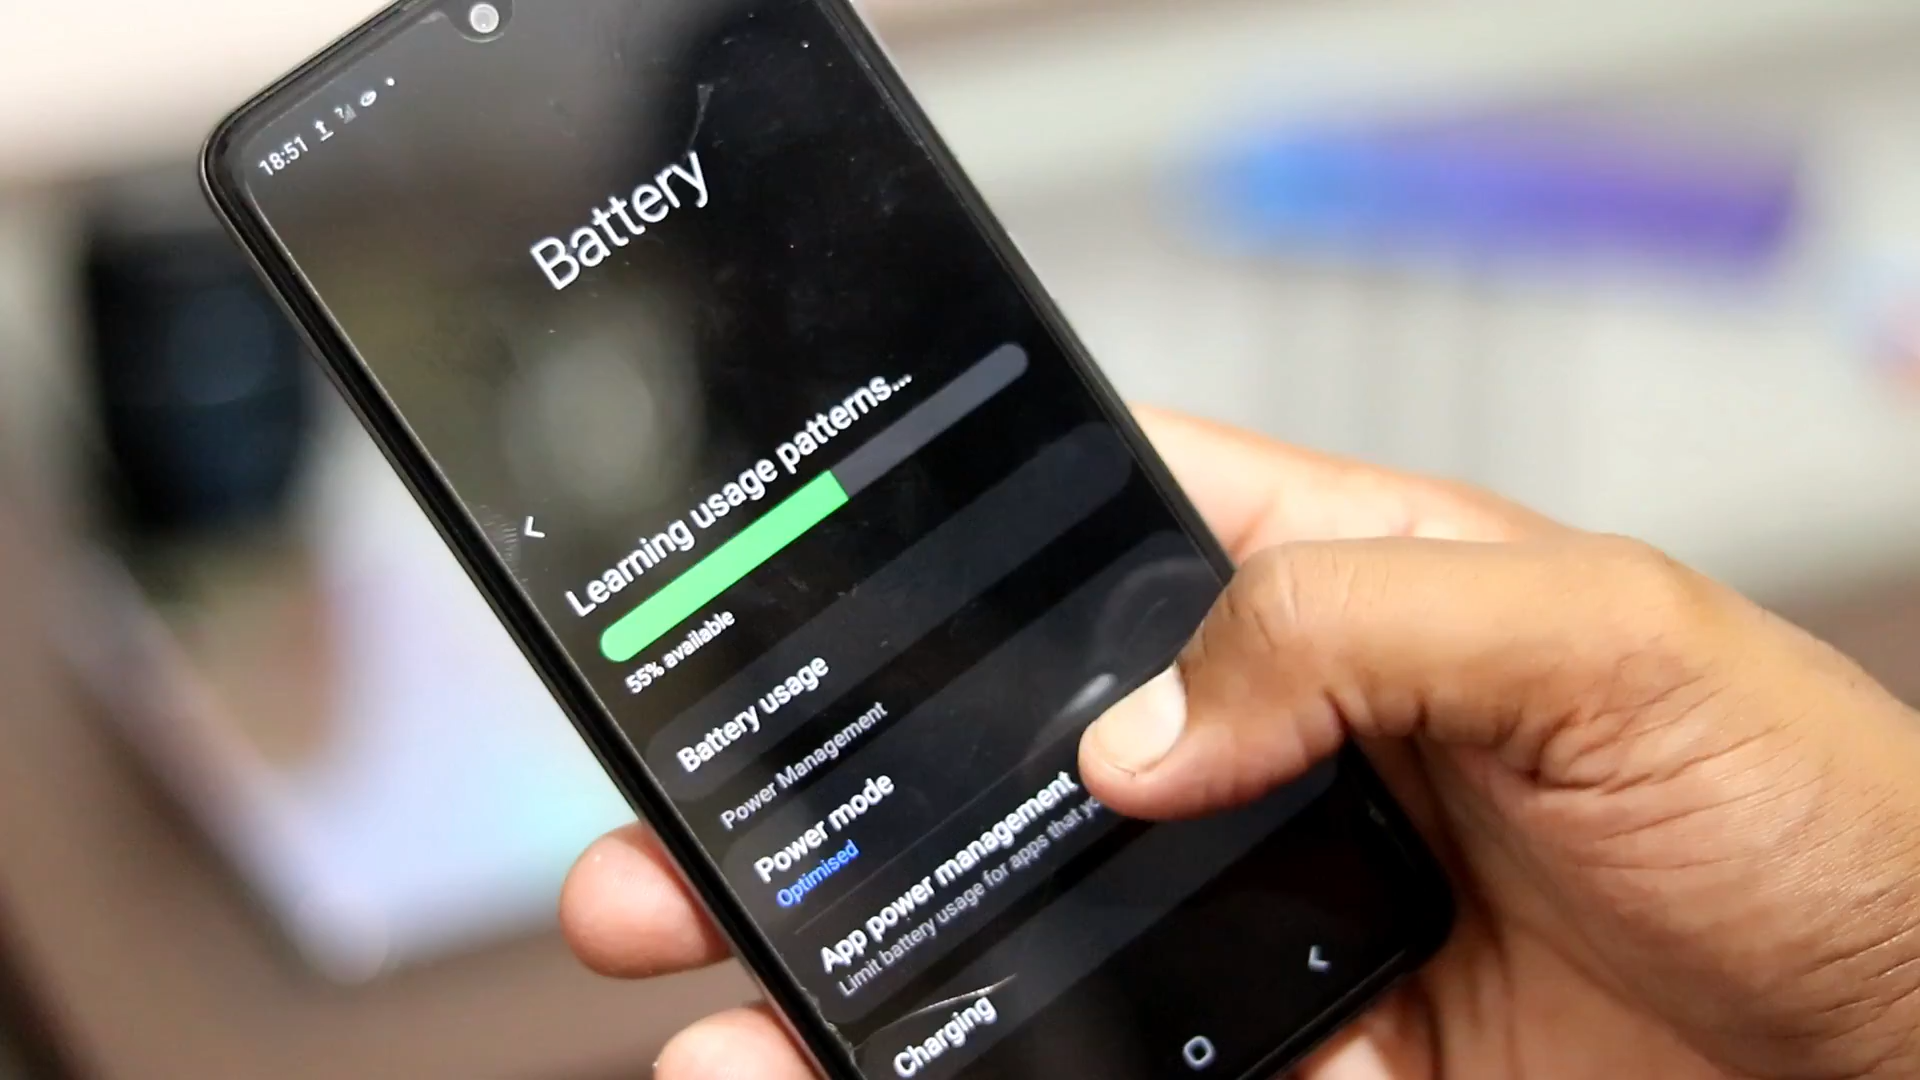 18:51
Battery
Learning usage patterns...
55% available
Battery usage
Power Management
Power mode
Optimised
App power management
Limit battery usage for apps that
Charging